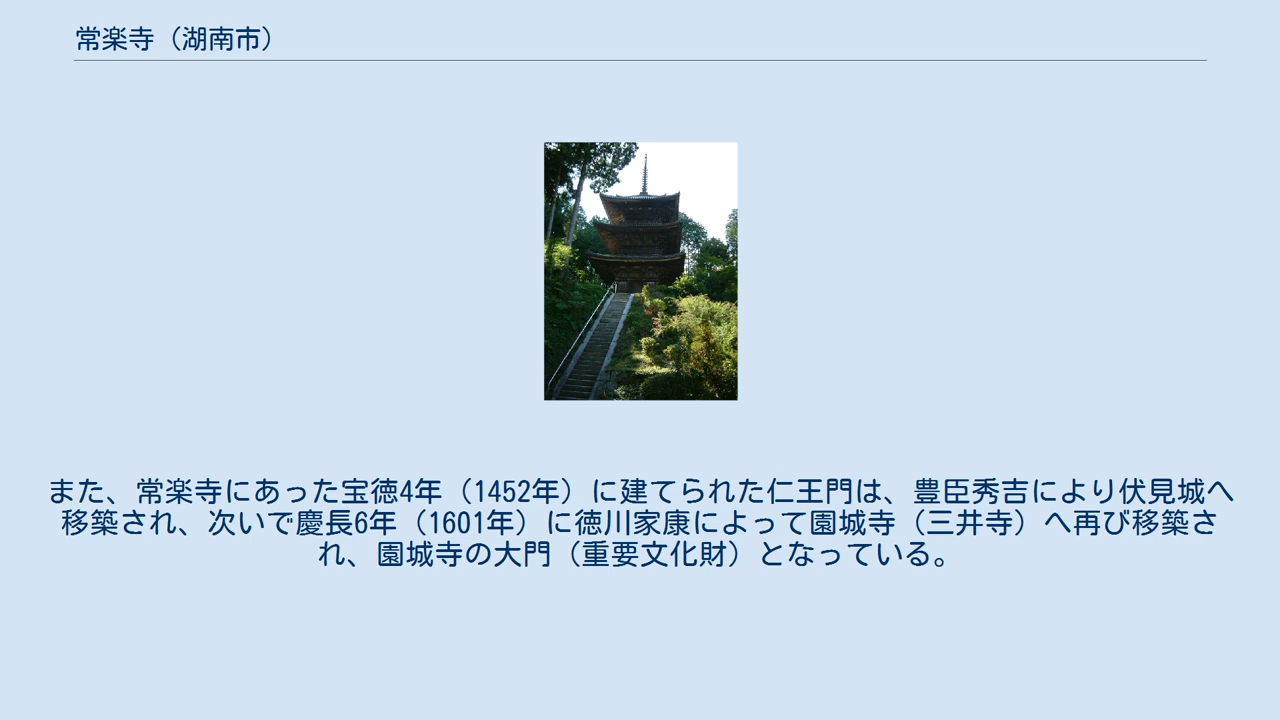 常楽寺（湖南市）
また、常楽寺にあった宝徳4年（1452年）に建てられた仁王門は、豊臣秀吉により伏見城へ
移築され、次いで慶長6年（1601年）に徳川家康によって園城寺（三井寺）へ再び移築さ
れ、園城寺の大門（重要文化財）となっている。